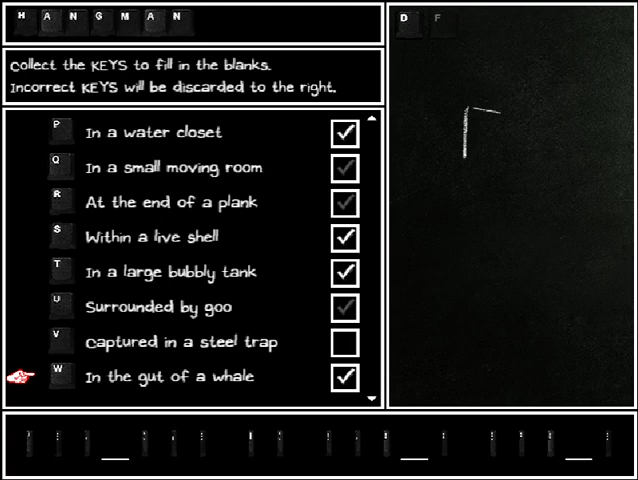 H A N G M A N
Collect the KEYS to fill in the blanks.
Incorrect KEYS will be discarded to the right.
P In a water closet
Q In a small moving room
R At the end of a plank
S Within a live shell
T In a large bubbly tank
U Surrounded by goo
V Captured in a steel trap
W In the gut of a whale
D F